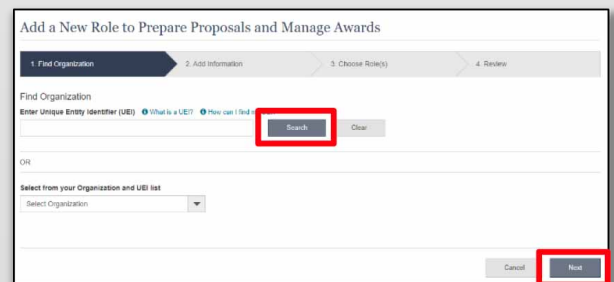 Add a New Role to Prepare Proposals and Manage Awards
1. Find Organization
2. Add Information
3. Choose Role(s)
4. Review
Find Organization
Enter Unique Entity Identifier (UEI) What is a UEI? How can I find
Search
Clear
OR
Select from your Organization and UEI list
Select Organization
Cancel
Next